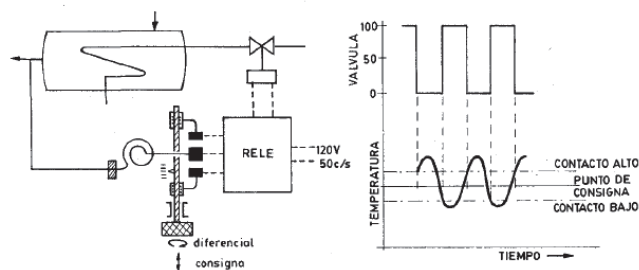 RELE
120V
50c/s
diferencial
consigna
VALVULA
100
50
0
TEMPERATURA
CONTACTO ALTO
PUNTO DE
CONSIGNA
CONTACTO BAJO
TIEMPO